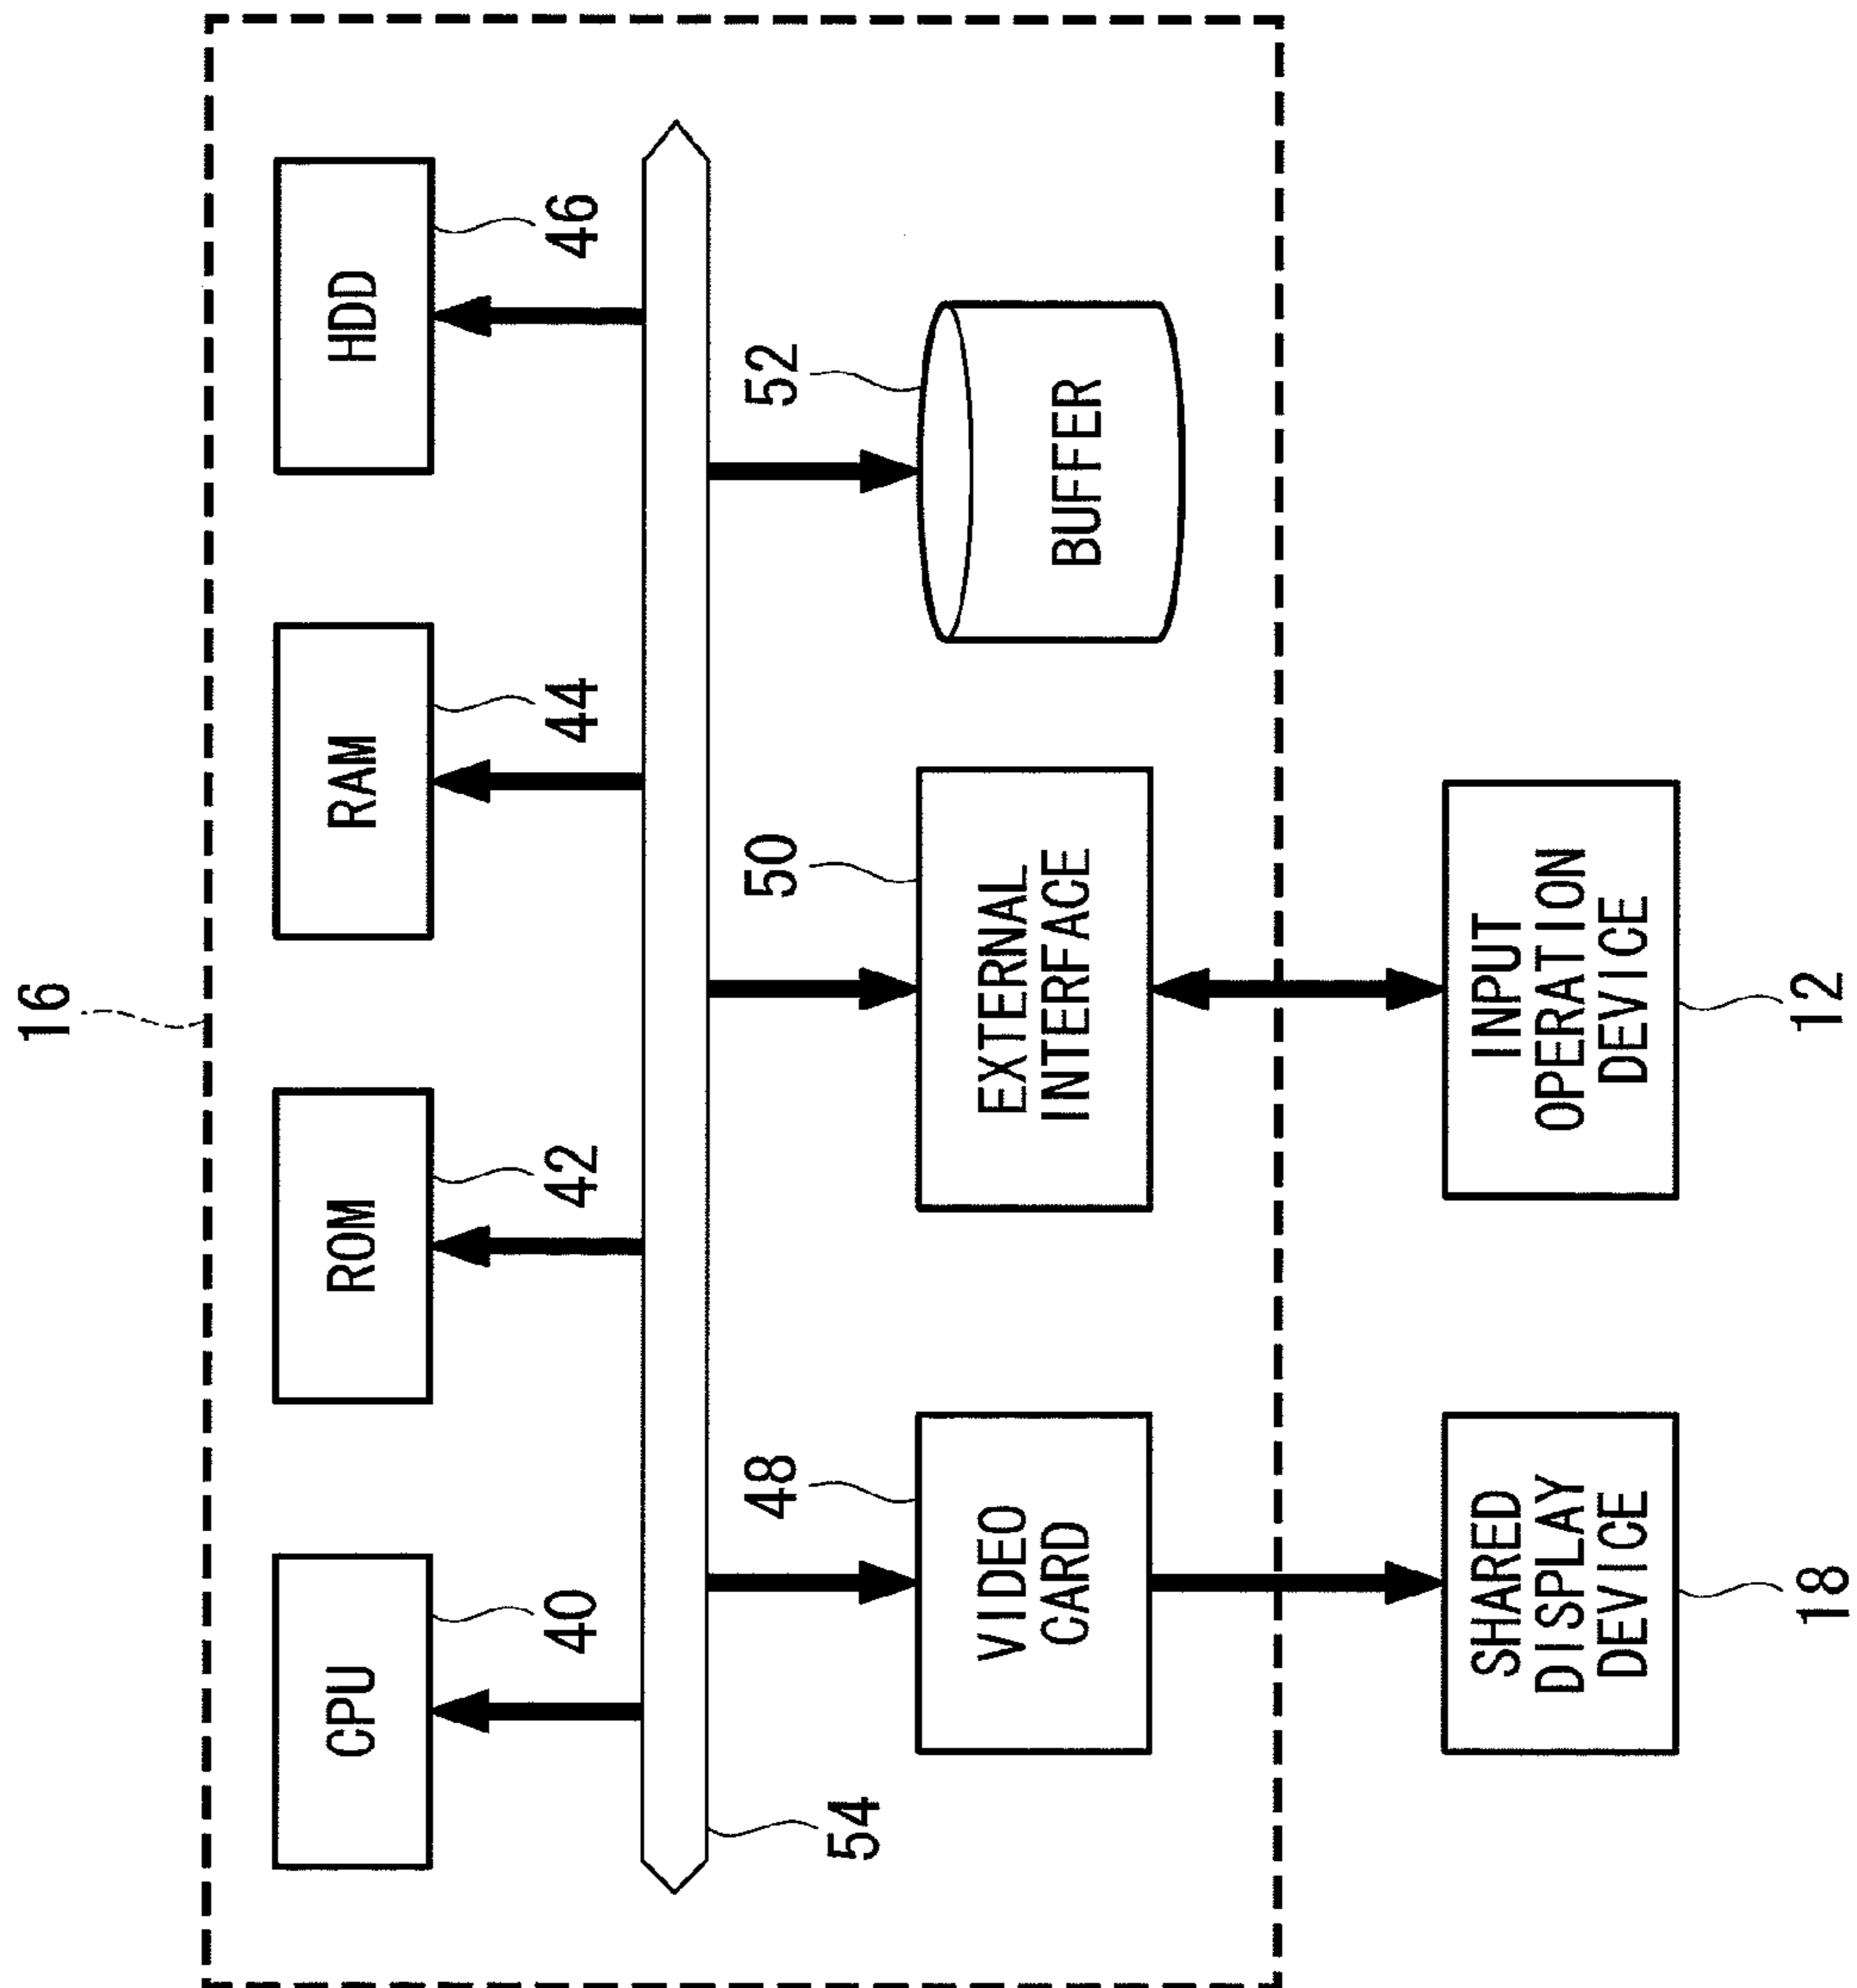 16
CPU
40
ROM
42
RAM
44
HDD
46
54
VIDEO
CARD
48
EXTERNAL
INTERFACE
50
BUFFER
52
SHARED
DISPLAY
DEVICE
18
INPUT
OPERATION
DEVICE
12